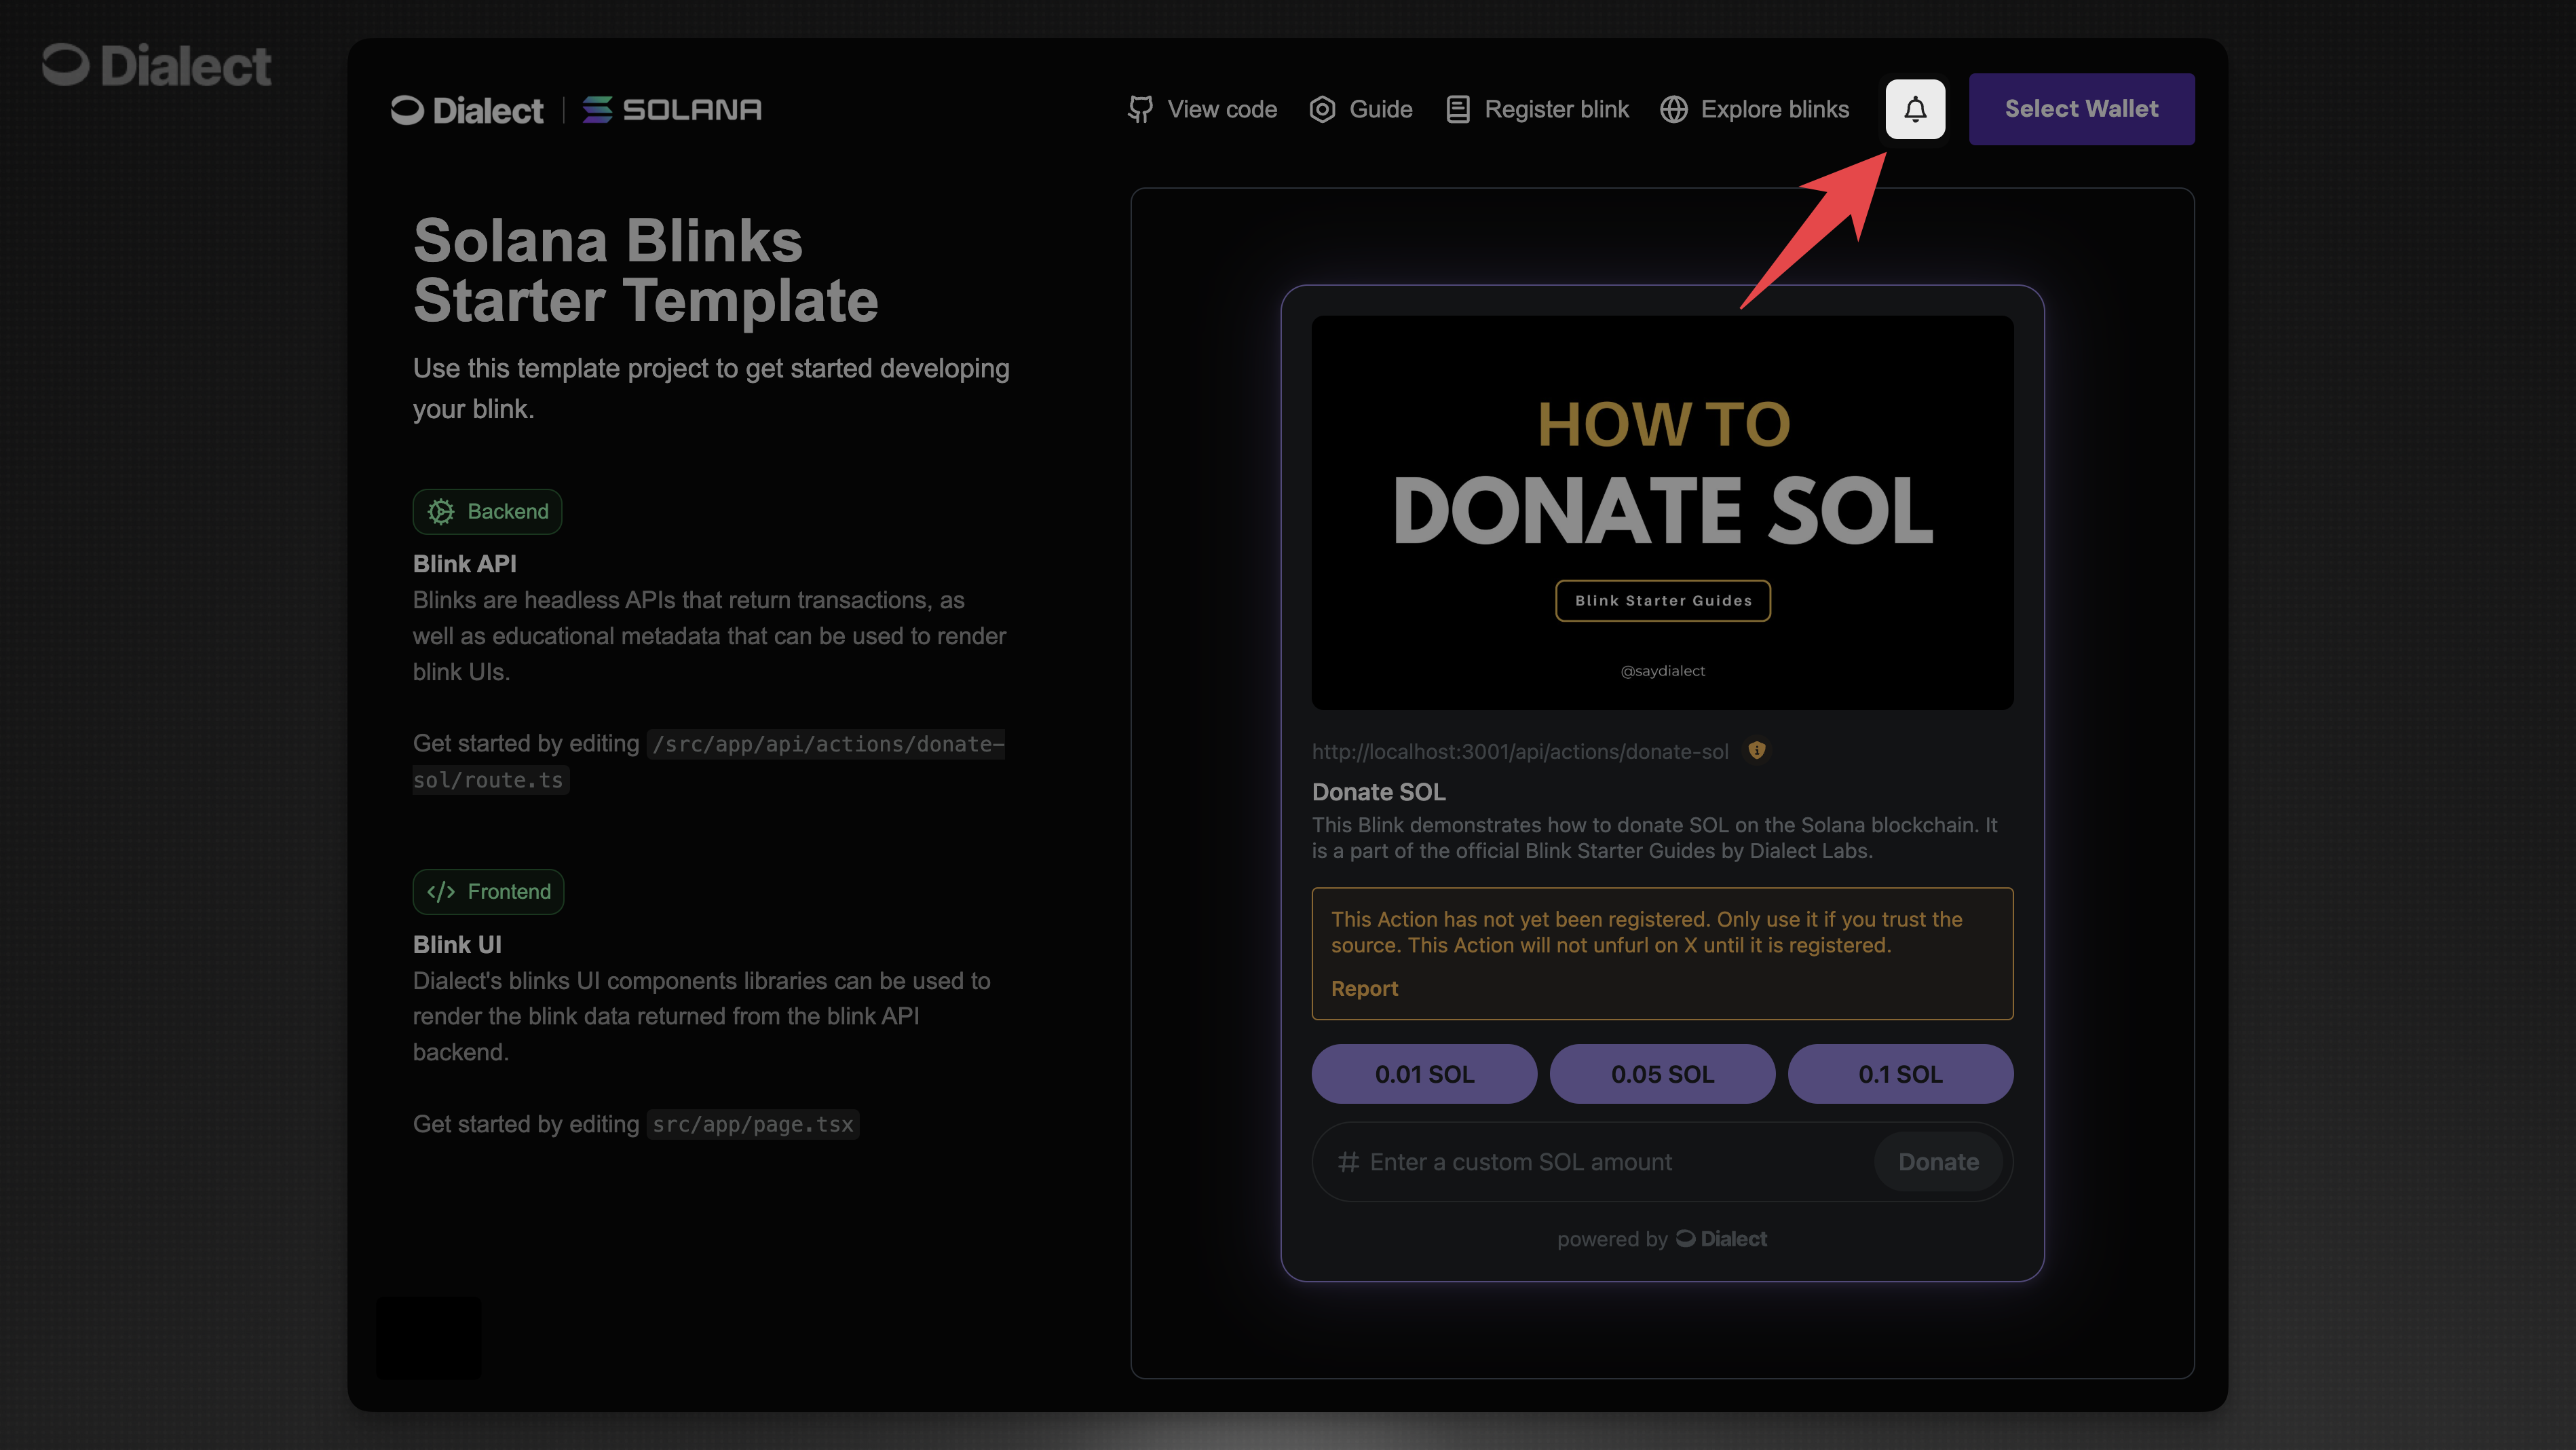 Dialect
Dialect | SOLANA
View code
Guide
Register blink
Explore blinks
Select Wallet
Solana Blinks
Starter Template
Use this template project to get started developing
your blink.
Backend
Blink API
Blinks are headless APIs that return transactions, as
well as educational metadata that can be used to render
blink UIs.
Get started by editing /src/app/api/actions/donate-
sol/route.ts
</> Frontend
Blink UI
Dialect's blinks UI components libraries can be used to
render the blink data returned from the blink API
backend.
Get started by editing src/app/page.tsx
HOW TO
DONATE SOL
Blink Starter Guides
@saydialect
http://localhost:3001/api/actions/donate-sol
Donate SOL
This Blink demonstrates how to donate SOL on the Solana blockchain. It
is a part of the official Blink Starter Guides by Dialect Labs.
This Action has not yet been registered. Only use it if you trust the
source. This Action will not unfurl on X until it is registered.
Report
0.01 SOL
0.05 SOL
0.1 SOL
# Enter a custom SOL amount
Donate
powered by Dialect